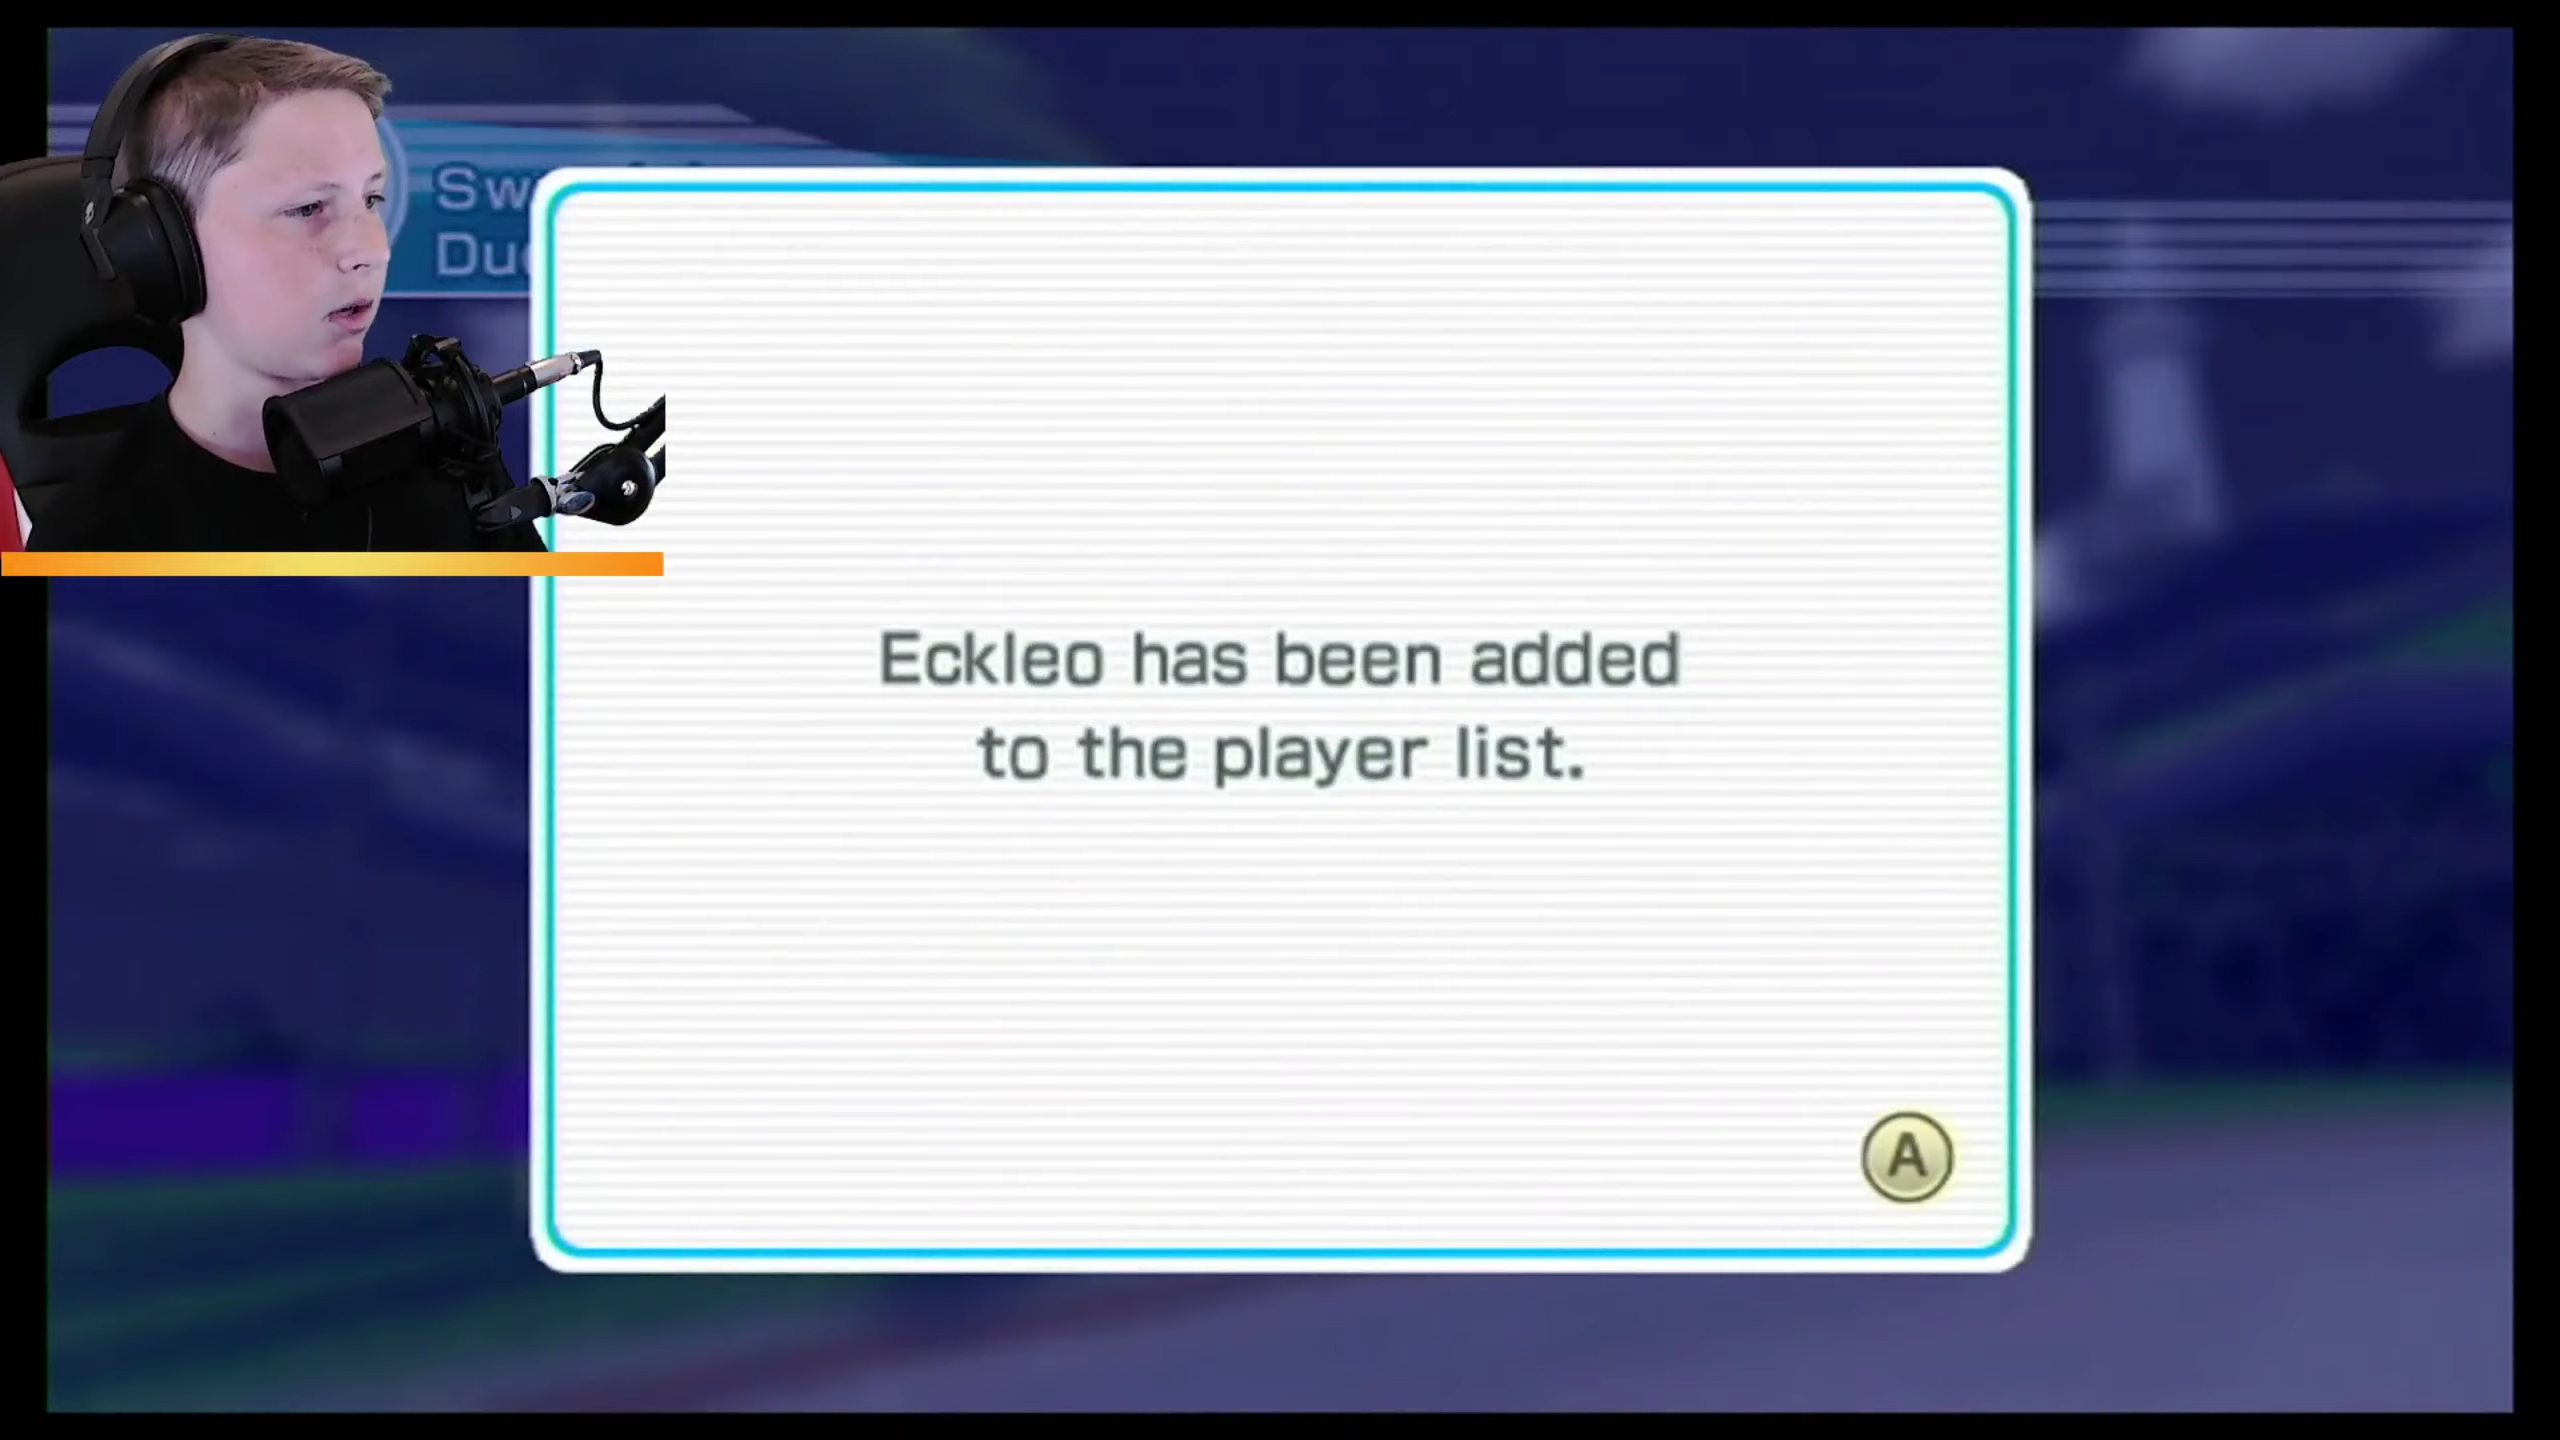 Eckleo has been added
to the player list.
A